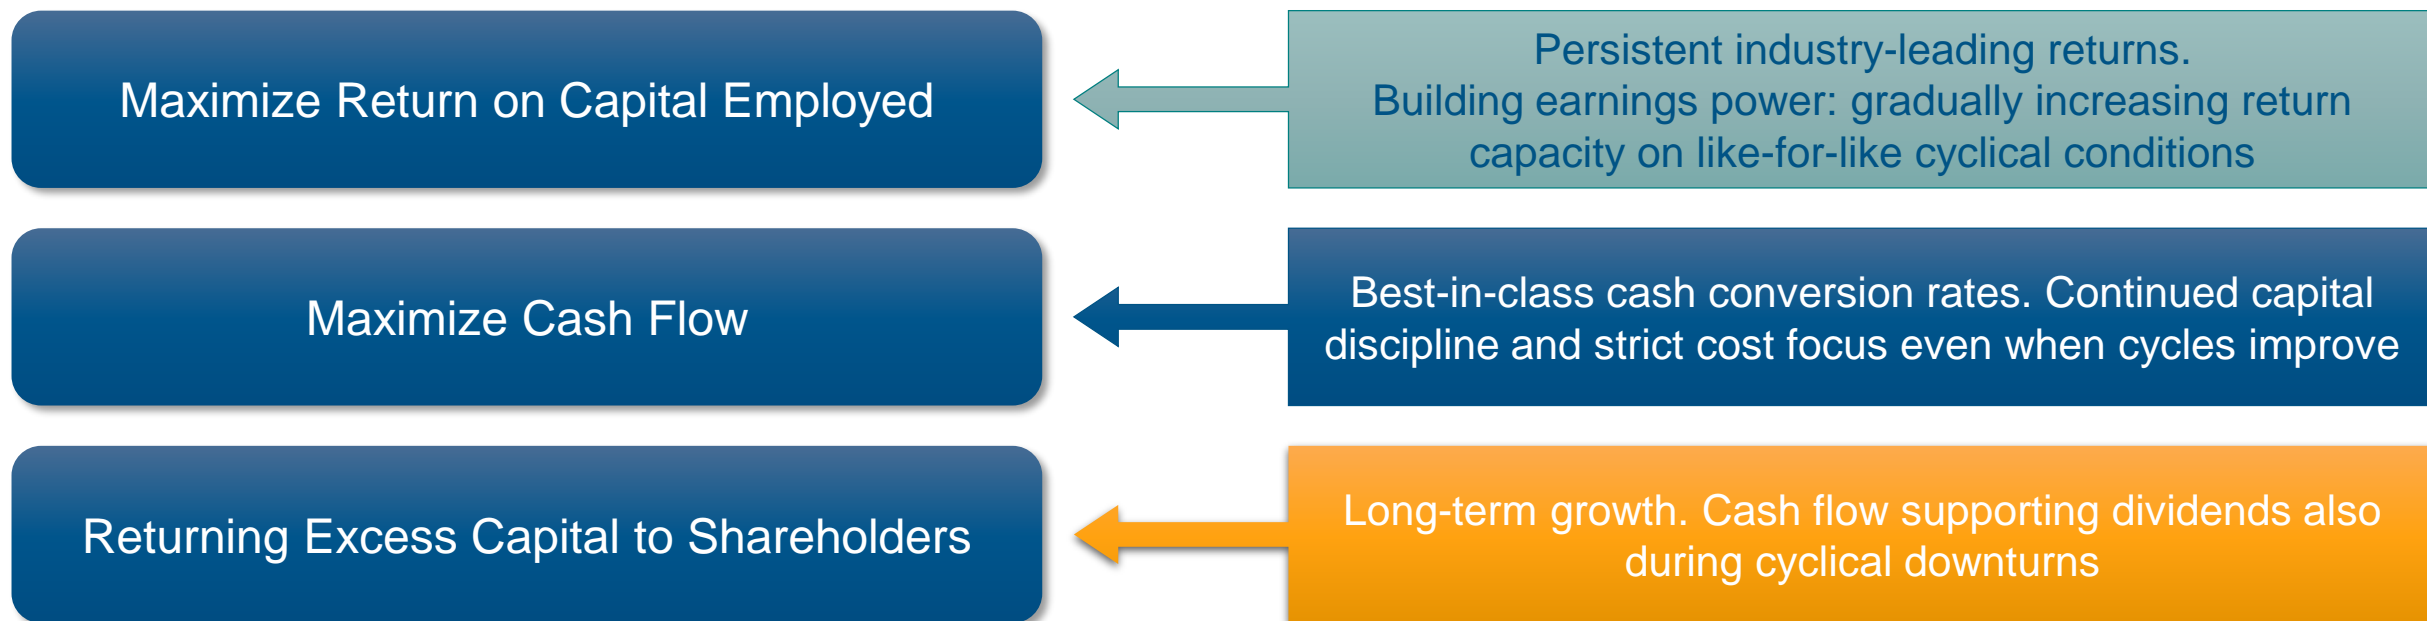 Maximize Return on Capital Employed
Persistent industry-leading returns.
Building earnings power: gradually increasing return
capacity on like-for-like cyclical conditions
Maximize Cash Flow
Best-in-class cash conversion rates. Continued capital
discipline and strict cost focus even when cycles improve
Returning Excess Capital to Shareholders
Long-term growth. Cash flow supporting dividends also
during cyclical downturns